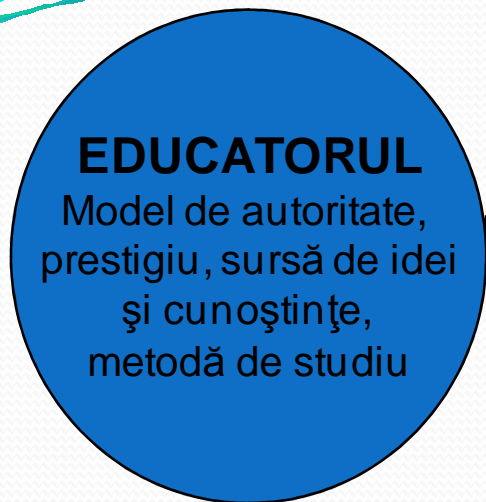 EDUCATORUL
Model de autoritate,
prestigiu, sursă de idei
şi cunoştinţe,
metodă de studiu